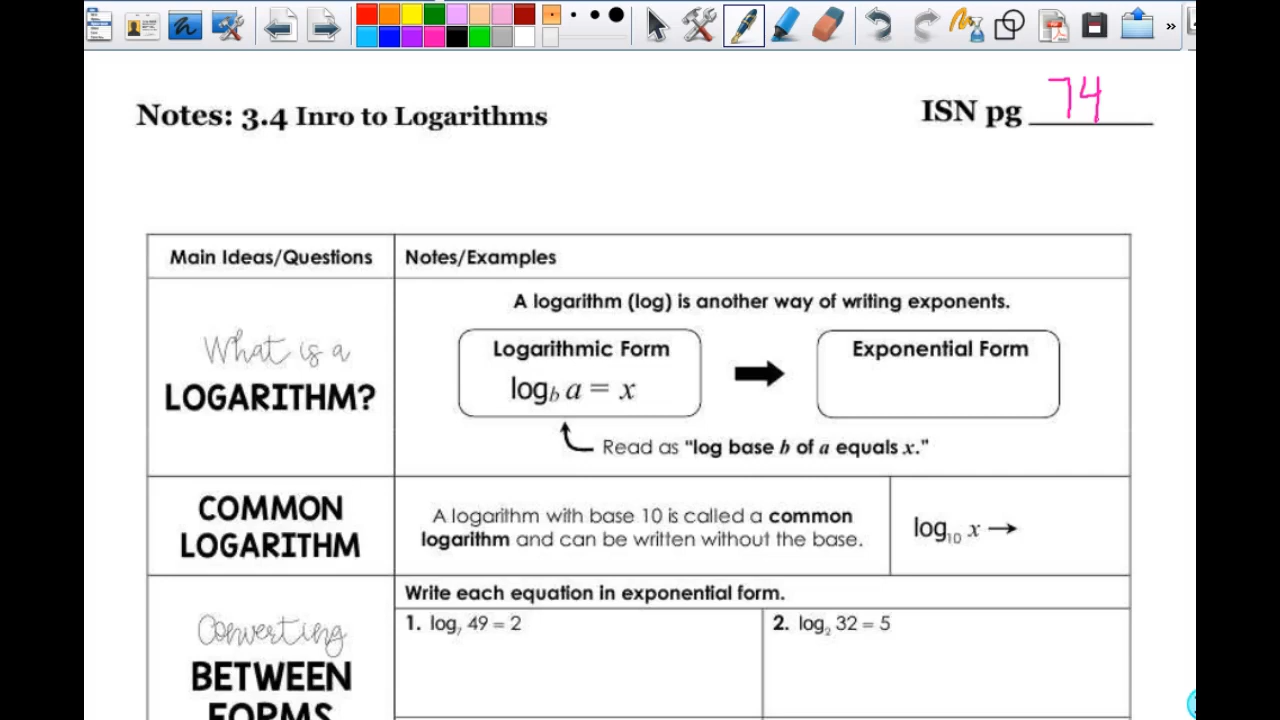 Notes: 3.4 Inro to Logarithms
ISN pg 74
Main Ideas/Questions
Notes/Examples
What is a
LOGARITHM?
A logarithm (log) is another way of writing exponents.
Logarithmic Form
log_b a = x
Exponential Form
Read as "log base b of a equals x."
COMMON
LOGARITHM
A logarithm with base 10 is called a common
logarithm and can be written without the base.
log₁₀ x →
Converting
BETWEEN
FORMS
Write each equation in exponential form.
1. log₇ 49 = 2
2. log₂ 32 = 5